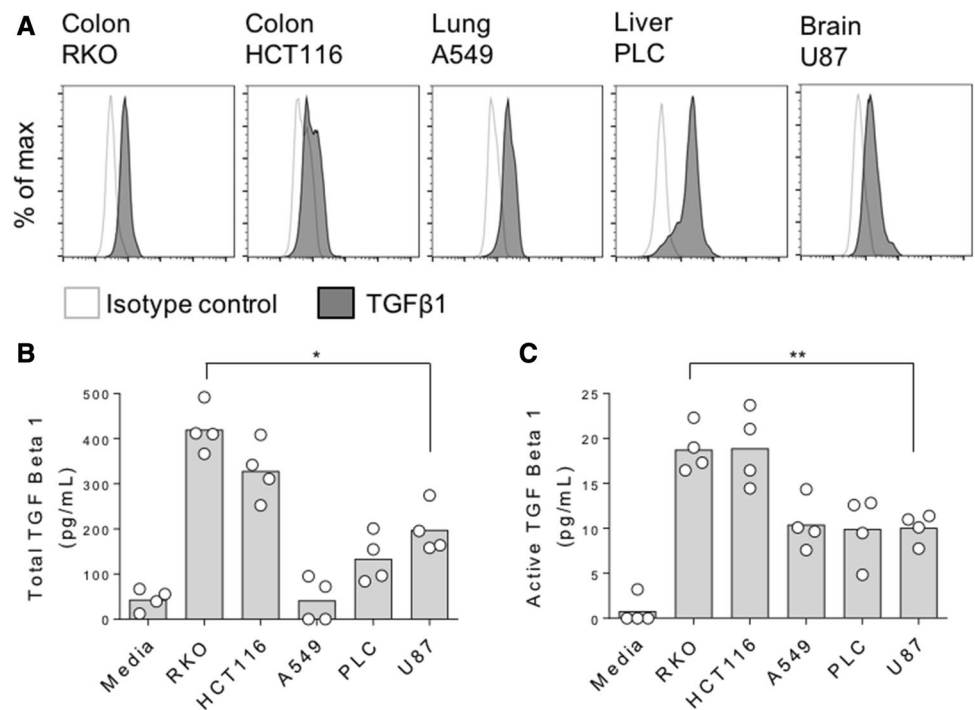 A
Colon
RKO
Colon
HCT116
Lung
A549
Liver
PLC
Brain
U87
% of max
Isotype control
TGFβ1
B
*
Total TGF Beta 1
(pg/mL)
500
400
300
200
100
0
Media
RKO
HCT116
A549
PLC
U87
C
**
Active TGF Beta 1
(pg/mL)
25
20
15
10
5
0
Media
RKO
HCT116
A549
PLC
U87